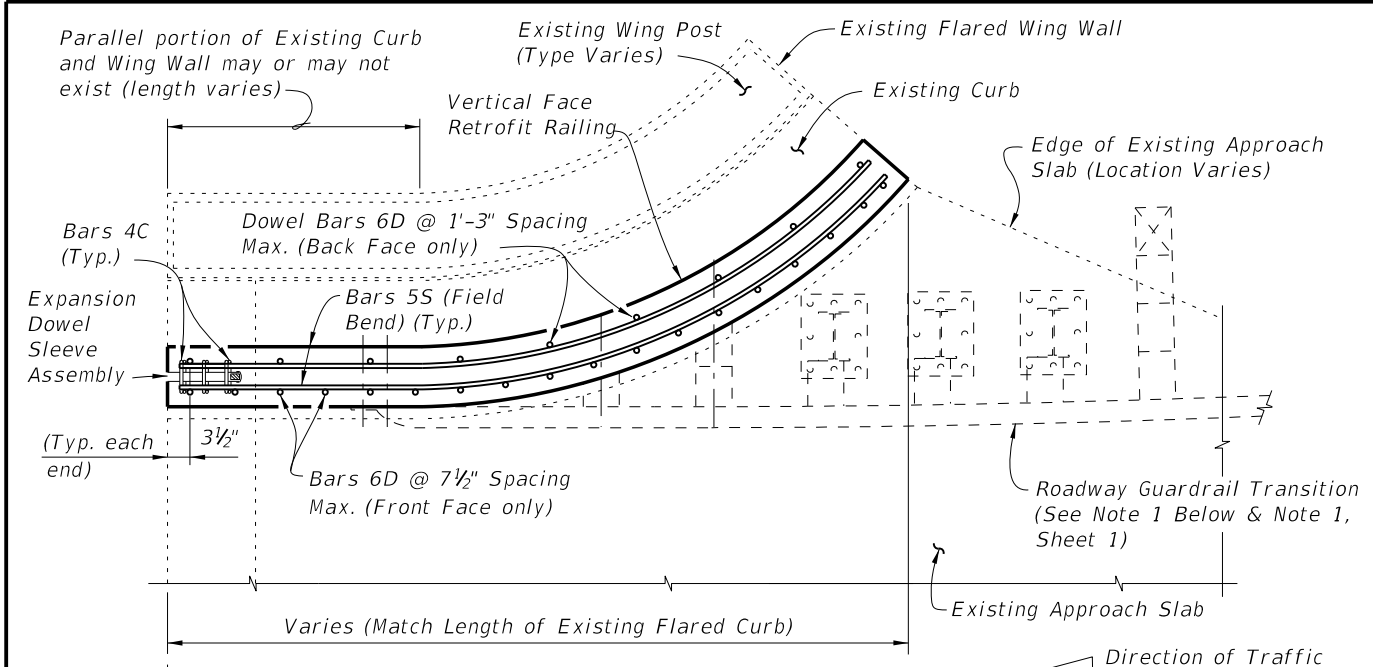 Parallel portion of Existing Curb
and Wing Wall may or may not
exist (length varies)
Existing Wing Post
(Type Varies)
Existing Flared Wing Wall
Vertical Face
Retrofit Railing
Existing Curb
Edge of Existing Approach
Slab (Location Varies)
Bars 4C
(Typ.)
Dowel Bars 6D @ 1'-3" Spacing
Max. (Back Face only)
Expansion
Dowel
Sleeve
Assembly
Bars 5S (Field
Bend) (Typ.)
(Typ. each
end)
3½"
Bars 6D @ 7½" Spacing
Max. (Front Face only)
Roadway Guardrail Transition
(See Note 1 Below & Note 1,
Sheet 1)
Existing Approach Slab
Varies (Match Length of Existing Flared Curb)
Direction of Traffic